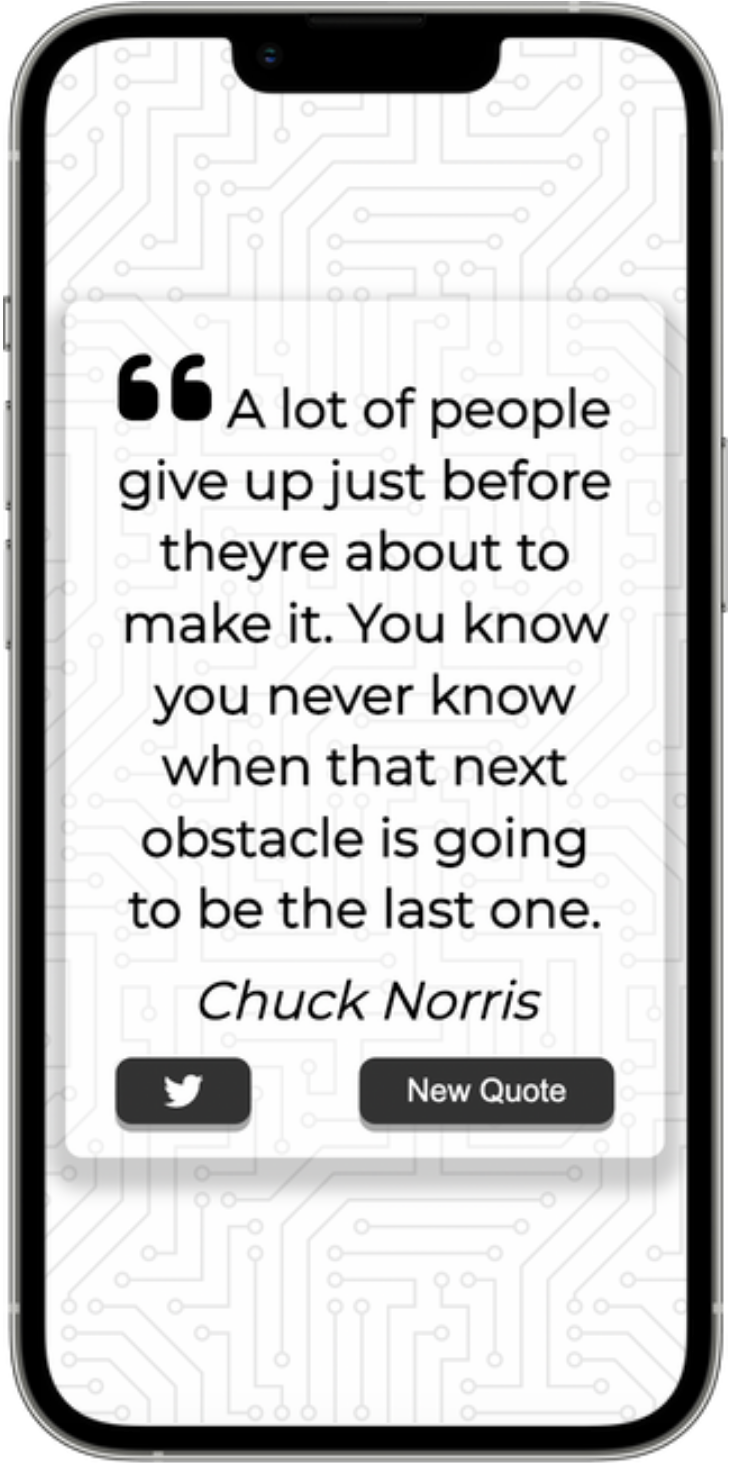 “ A lot of people
give up just before
theyre about to
make it. You know
you never know
when that next
obstacle is going
to be the last one.
Chuck Norris
New Quote